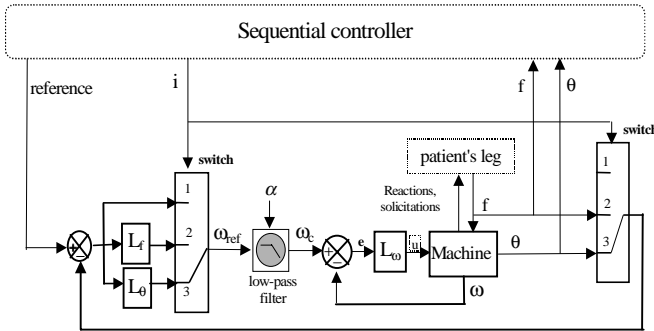 Sequential controller
reference
i
f
θ
switch
switch
patient's leg
1
2
3
α
Reactions,
solicitations
f
1
2
3
+
−
L_f
L_θ
ω_ref
low-pass
filter
ω_c
+
−
e
L_ω
u
Machine
θ
ω